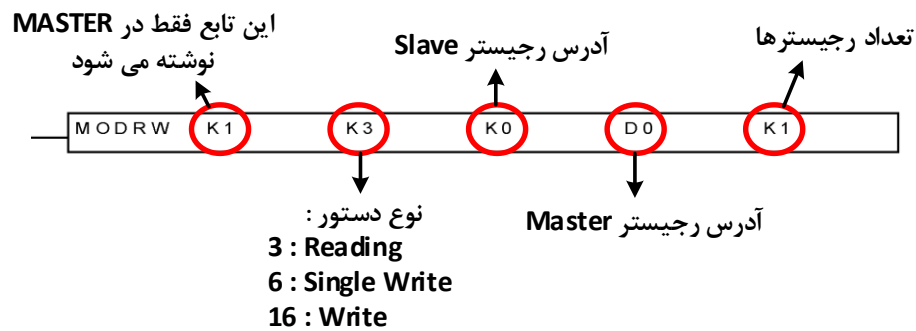 این تابع فقط در MASTER
نوشته می شود
آدرس رجیستر Slave
تعداد رجیسترها
MODRW K1 K3 K0 D0 K1
نوع دستور :
3 : Reading
6 : Single Write
16 : Write
آدرس رجیستر Master